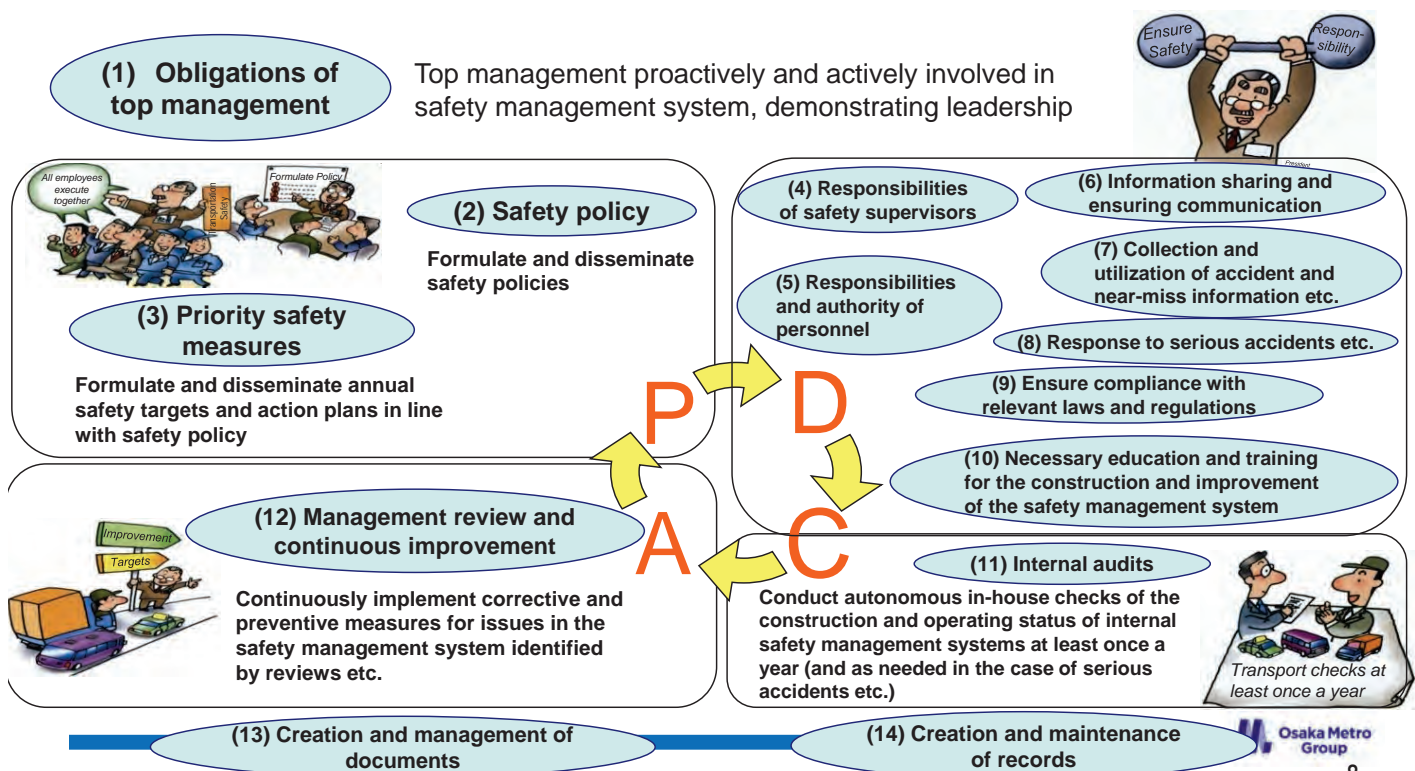 (1) Obligations of
top management
Top management proactively and actively involved in
safety management system, demonstrating leadership
Ensure
Safety
Respon-
sibility
President
All employees
execute
together
Transportation
Safety
Formulate Policy
(2) Safety policy
Formulate and disseminate
safety policies
(3) Priority safety
measures
Formulate and disseminate annual
safety targets and action plans in line
with safety policy
P
(4) Responsibilities
of safety supervisors
(5) Responsibilities
and authority of
personnel
(6) Information sharing and
ensuring communication
(7) Collection and
utilization of accident and
near-miss information etc.
(8) Response to serious accidents etc.
(9) Ensure compliance with
relevant laws and regulations
(10) Necessary education and training
for the construction and improvement
of the safety management system
D
Improvement
Targets
(12) Management review and
continuous improvement
Continuously implement corrective and
preventive measures for issues in the
safety management system identified
by reviews etc.
A
C
(11) Internal audits
Conduct autonomous in-house checks of the
construction and operating status of internal
safety management systems at least once a
year (and as needed in the case of serious
accidents etc.)
Transport checks at
least once a year
(13) Creation and management of
documents
(14) Creation and maintenance
of records
Osaka Metro
Group